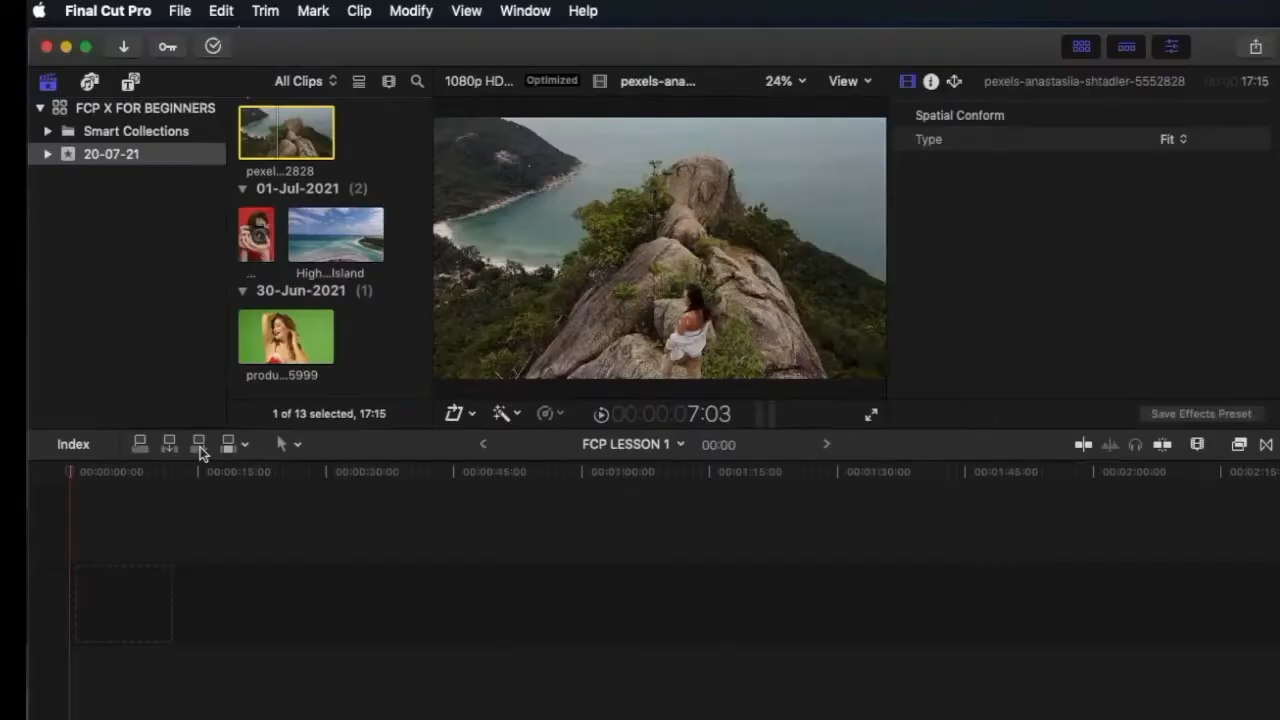 Final Cut Pro File Edit Trim Mark Clip Modify View Window Help
All Clips 1080p HD... Optimized pexels-ana... 24% View pexels-anastasiia-shtadler-5552828 17:15
FCP X FOR BEGINNERS
Smart Collections
20-07-21
pexel...2828
01-Jul-2021 (2)
... High...Island
30-Jun-2021 (1)
produ...5999
1 of 13 selected, 17:15
Spatial Conform
Type Fit
00:00:07:03
Save Effects Preset
Index FCP LESSON 1 00:00
00:00:00:00 00:00:15:00 00:00:30:00 00:00:45:00 00:01:00:00 00:01:15:00 00:01:30:00 00:01:45:00 00:02:00:00 00:02:15: